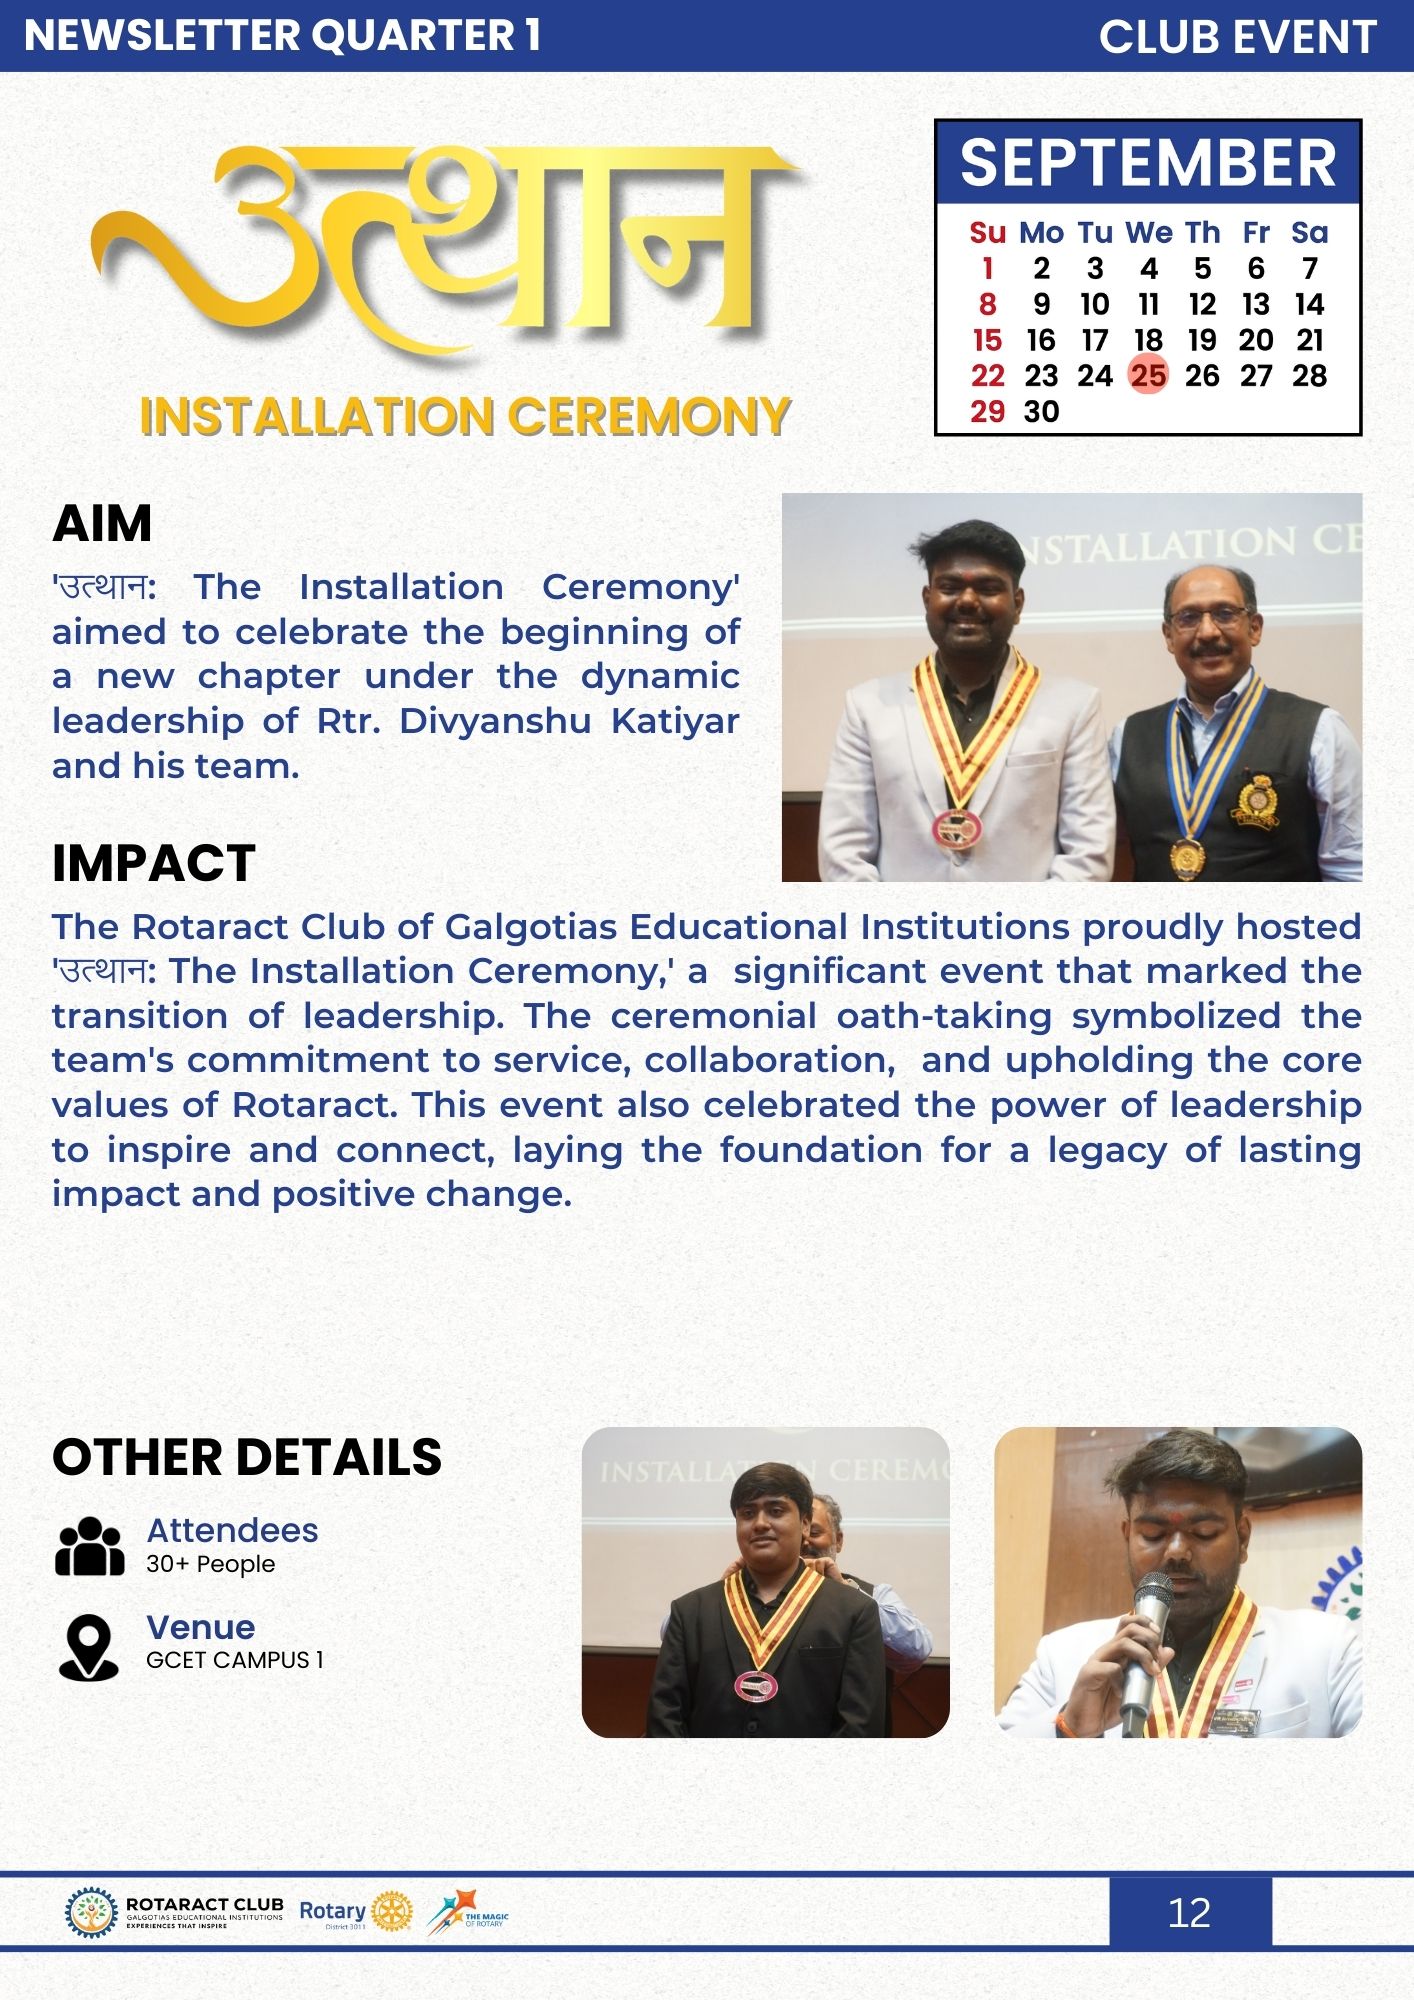 NEWSLETTER QUARTER 1
CLUB EVENT
उत्थान
INSTALLATION CEREMONY
SEPTEMBER
Su Mo Tu We Th Fr Sa
1 2 3 4 5 6 7
8 9 10 11 12 13 14
15 16 17 18 19 20 21
22 23 24 25 26 27 28
29 30
AIM
'उत्थान: The Installation Ceremony'
aimed to celebrate the beginning of
a new chapter under the dynamic
leadership of Rtr. Divyanshu Katiyar
and his team.
NSTALLATION CE
IMPACT
The Rotaract Club of Galgotias Educational Institutions proudly hosted
'उत्थान: The Installation Ceremony,' a significant event that marked the
transition of leadership. The ceremonial oath-taking symbolized the
team's commitment to service, collaboration, and upholding the core
values of Rotaract. This event also celebrated the power of leadership
to inspire and connect, laying the foundation for a legacy of lasting
impact and positive change.
OTHER DETAILS
Attendees
30+ People
Venue
GCET CAMPUS 1
INSTALLATION CEREMO
ROTARACT CLUB
GALGOTIAS EDUCATIONAL INSTITUTIONS
EXPERIENCES THAT INSPIRE
Rotary
District 3011
THE MAGIC
OF ROTARY
12